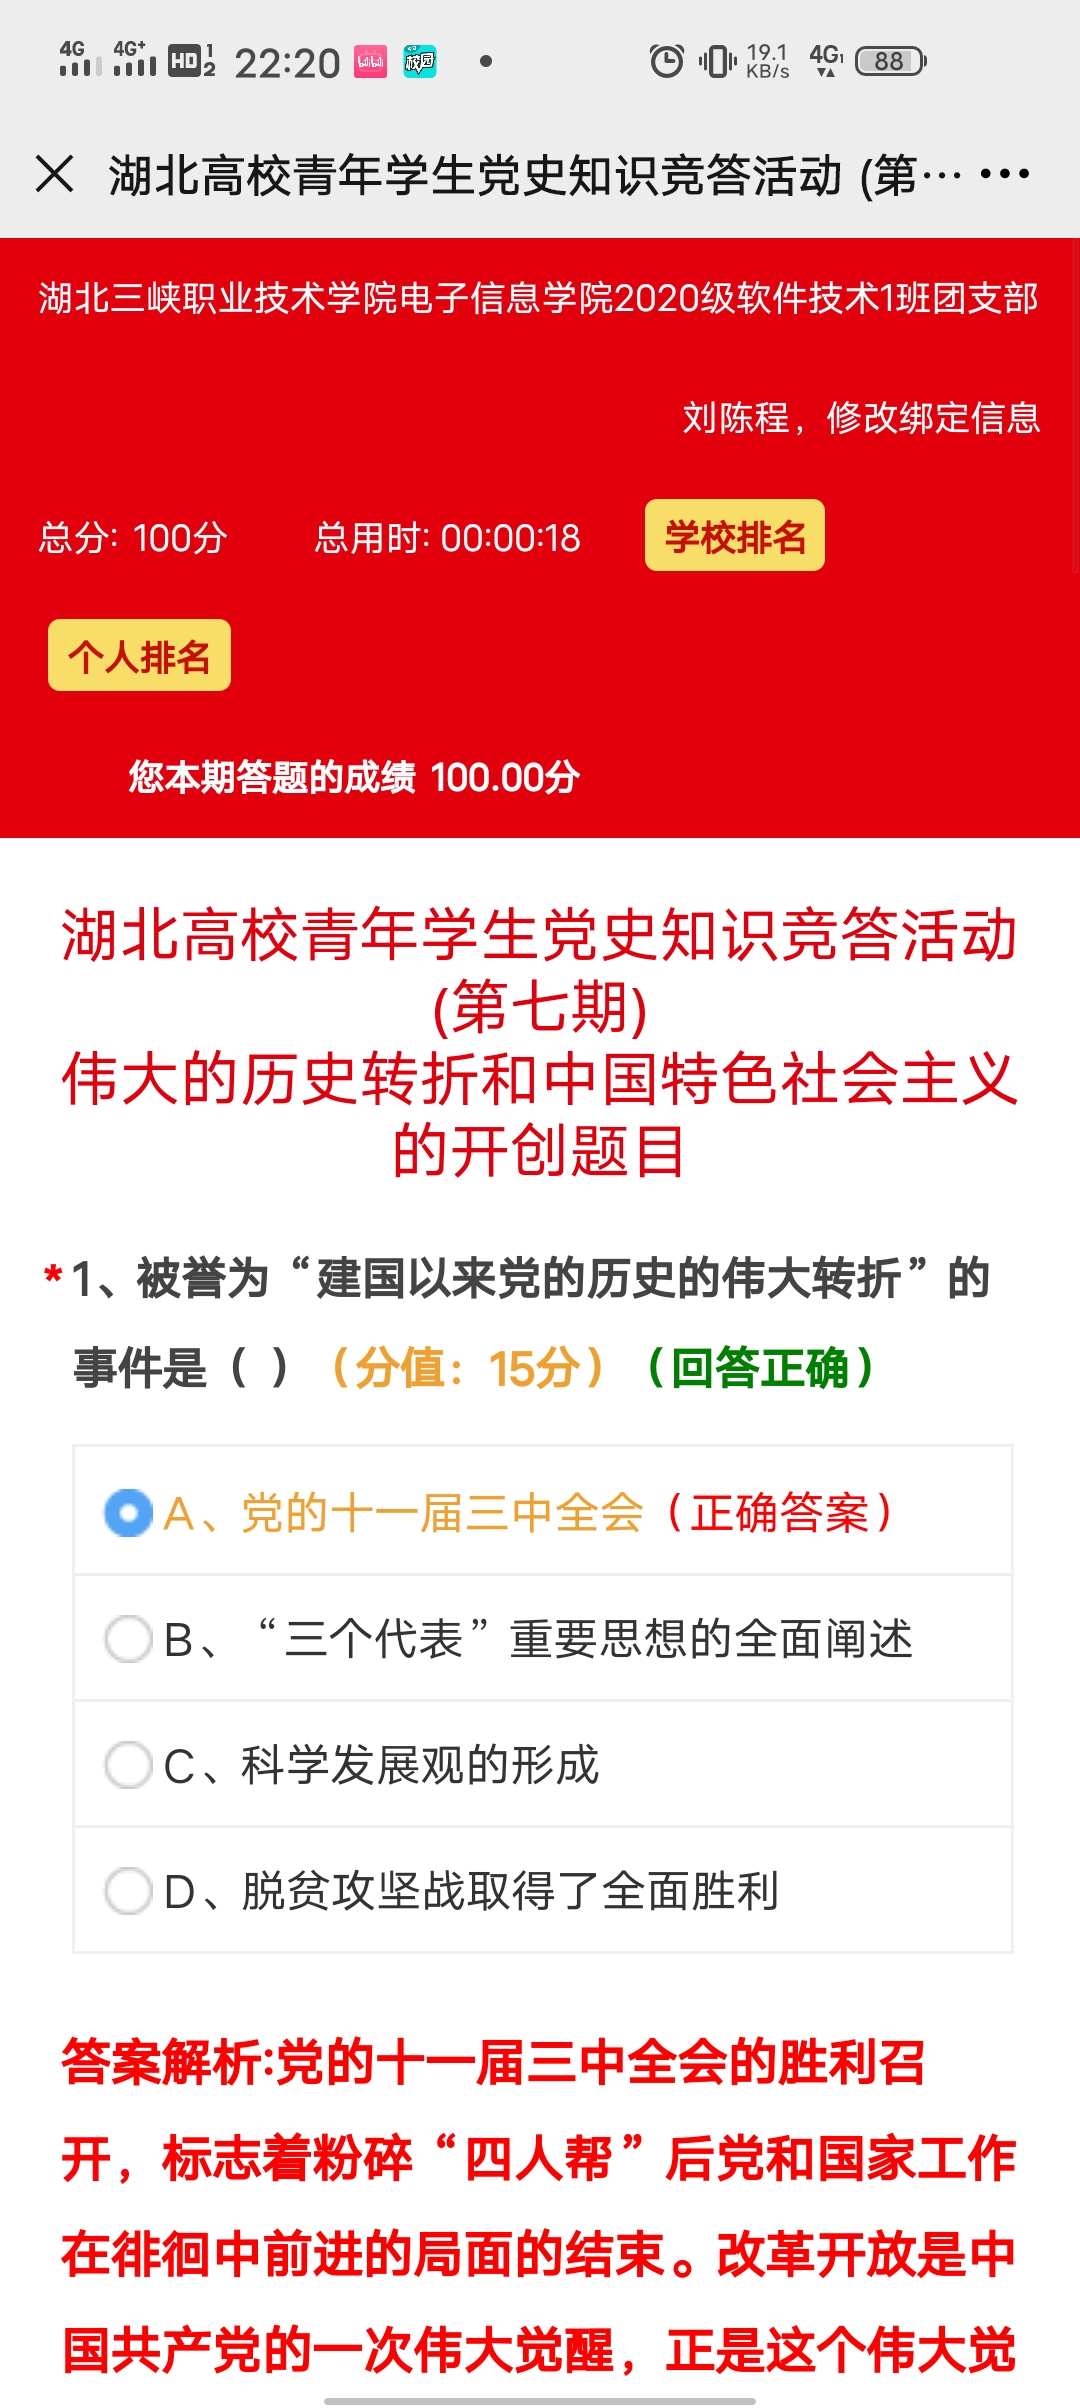 4G 4G+ HD 1 2 22:20 bilibili 校园 19.1 KB/s 4G 1 88
湖北高校青年学生党史知识竞答活动 (第… •••
湖北三峡职业技术学院电子信息学院2020级软件技术1班团支部
刘陈程，修改绑定信息
总分: 100分 总用时: 00:00:18 学校排名
个人排名
您本期答题的成绩 100.00分
湖北高校青年学生党史知识竞答活动
(第七期)
伟大的历史转折和中国特色社会主义
的开创题目
*1、被誉为“建国以来党的历史的伟大转折”的
事件是（ ）（分值：15分）（回答正确）
A、党的十一届三中全会（正确答案）
B、“三个代表”重要思想的全面阐述
C、科学发展观的形成
D、脱贫攻坚战取得了全面胜利
答案解析:党的十一届三中全会的胜利召
开，标志着粉碎“四人帮”后党和国家工作
在徘徊中前进的局面的结束。改革开放是中
国共产党的一次伟大觉醒，正是这个伟大觉